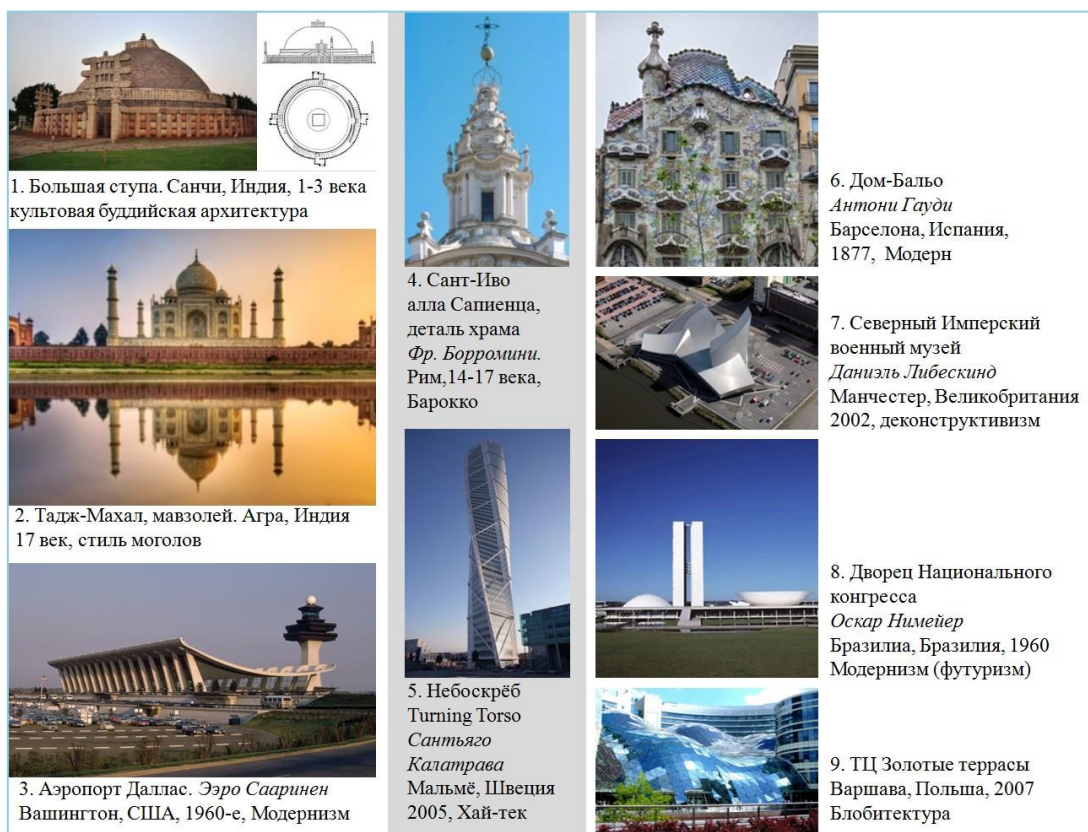 1. Большая ступа. Санчи, Индия, 1-3 века
культовая буддийская архитектура
2. Тадж-Махал, мавзолей. Агра, Индия
17 век, стиль моголов
3. Аэропорт Даллас. Ээро Сааринен
Вашингтон, США, 1960-е, Модернизм
4. Сант-Иво
алла Сапиенца,
деталь храма
Фр. Борромини.
Рим,14-17 века,
Барокко
5. Небоскрёб
Turning Torso
Сантьяго
Калатрава
Мальмё, Швеция
2005, Хай-тек
6. Дом-Бальо
Антони Гауди
Барселона, Испания,
1877, Модерн
7. Северный Имперский
военный музей
Даниэль Либескинд
Манчестер, Великобритания
2002, деконструктивизм
8. Дворец Национального
конгресса
Оскар Нимейер
Бразилиа, Бразилия, 1960
Модернизм (футуризм)
9. ТЦ Золотые террасы
Варшава, Польша, 2007
Блобитектура